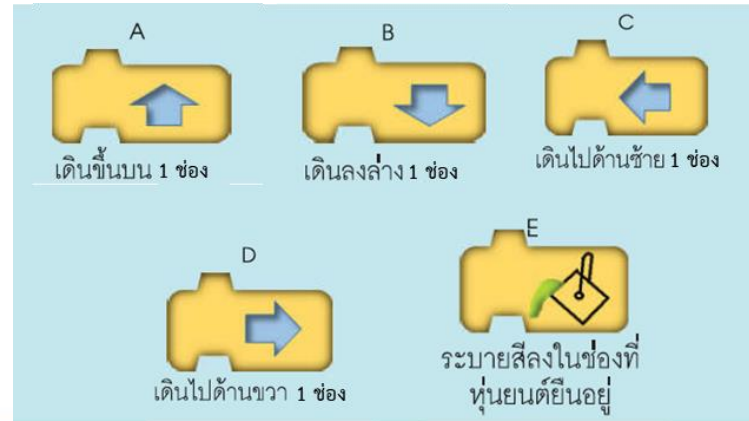 A
เดินขึ้นบน 1 ช่อง
B
เดินลงล่าง 1 ช่อง
C
เดินไปด้านซ้าย 1 ช่อง
D
เดินไปด้านขวา 1 ช่อง
E
ระบายสีลงในช่องที่
หุ่นยนต์ยืนอยู่